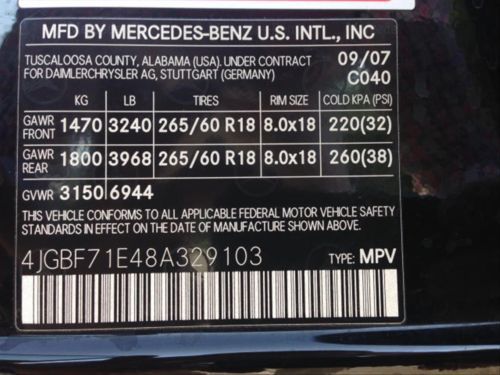 MFD BY MERCEDES-BENZ U.S. INTL., INC
TUSCALOOSA COUNTY, ALABAMA (USA). UNDER CONTRACT 09/07
FOR DAIMLERCHRYSLER AG, STUTTGART (GERMANY) C040
KG LB TIRES RIM SIZE COLD KPA (PSI)
GAWR FRONT 1470 3240 265/60 R18 8.0x18 220(32)
GAWR REAR 1800 3968 265/60 R18 8.0x18 260(38)
GVWR 3150 6944
THIS VEHICLE CONFORMS TO ALL APPLICABLE FEDERAL MOTOR VEHICLE SAFETY
STANDARDS IN EFFECT ON THE DATE OF MANUFACTURE SHOWN ABOVE.
4JGBF71E48A329103 TYPE: MPV